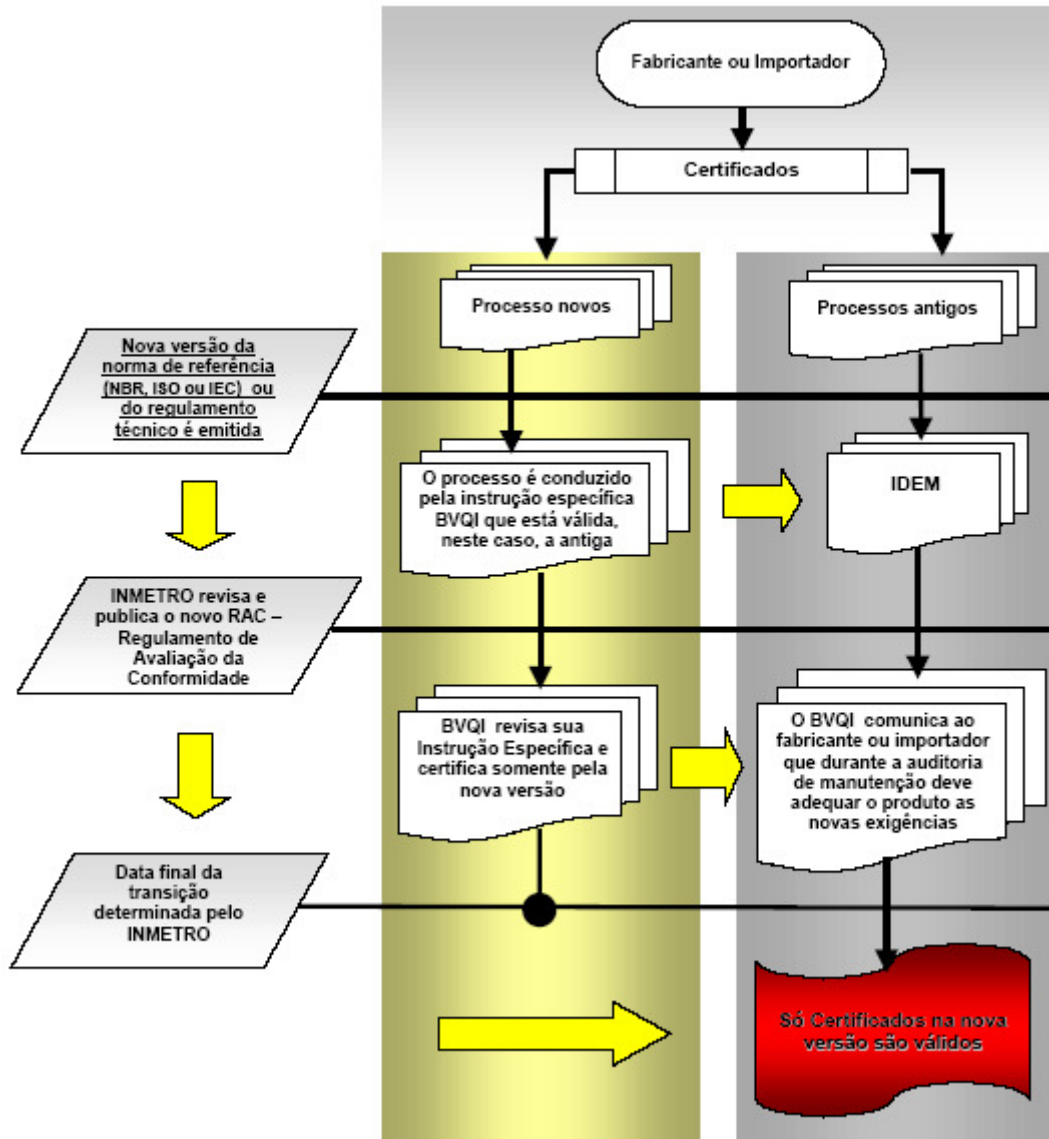 Fabricante ou Importador
Certificados
Processo novos
Processos antigos
Nova versão da
norma de referência
(NBR, ISO ou IEC) ou
do regulamento
técnico é emitida
O processo é conduzido
pela instrução específica
BVQI que está válida,
neste caso, a antiga
IDEM
INMETRO revisa e
publica o novo RAC –
Regulamento de
Avaliação da
Conformidade
BVQI revisa sua
Instrução Específica e
certifica somente pela
nova versão
O BVQI comunica ao
fabricante ou importador
que durante a auditoria
de manutenção deve
adequar o produto as
novas exigências
Data final da
transição
determinada pelo
INMETRO
Só Certificados na nova
versão são válidos